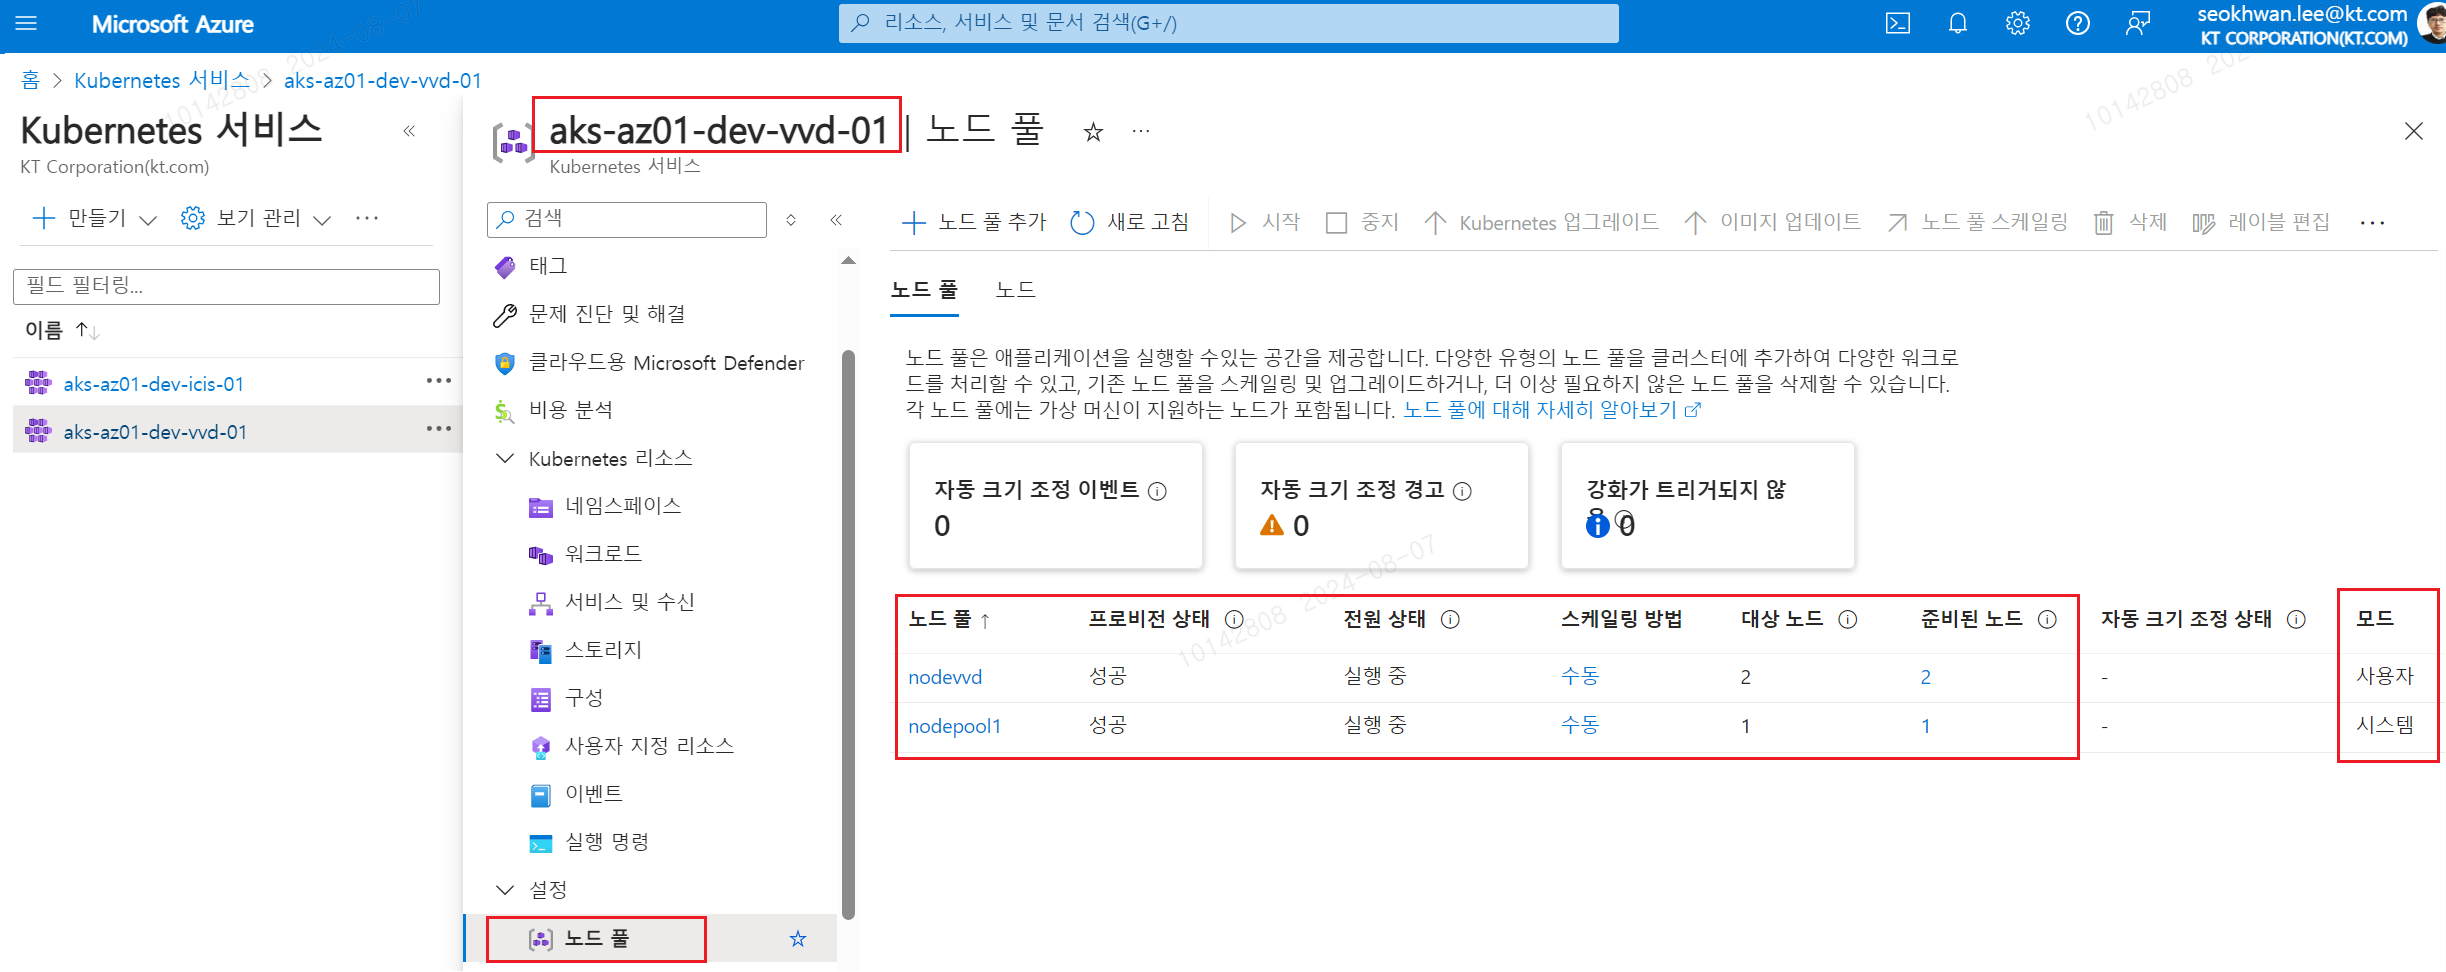 Microsoft Azure
리소스, 서비스 및 문서 검색(G+/)
seokhwan.lee@kt.com
KT CORPORATION(KT.COM)
홈 > Kubernetes 서비스 > aks-az01-dev-vvd-01
Kubernetes 서비스
KT Corporation(kt.com)
만들기
보기 관리
필드 필터링...
이름
aks-az01-dev-icis-01
aks-az01-dev-vvd-01
aks-az01-dev-vvd-01 | 노드 풀
Kubernetes 서비스
검색
태그
문제 진단 및 해결
클라우드용 Microsoft Defender
비용 분석
Kubernetes 리소스
네임스페이스
워크로드
서비스 및 수신
스토리지
구성
사용자 지정 리소스
이벤트
실행 명령
설정
노드 풀
노드 풀 추가 새로 고침 시작 중지 Kubernetes 업그레이드 이미지 업데이트 노드 풀 스케일링 삭제 레이블 편집
노드 풀 노드
노드 풀은 애플리케이션을 실행할 수있는 공간을 제공합니다. 다양한 유형의 노드 풀을 클러스터에 추가하여 다양한 워크로
드를 처리할 수 있고, 기존 노드 풀을 스케일링 및 업그레이드하거나, 더 이상 필요하지 않은 노드 풀을 삭제할 수 있습니다.
각 노드 풀에는 가상 머신이 지원하는 노드가 포함됩니다. 노드 풀에 대해 자세히 알아보기
자동 크기 조정 이벤트
0
자동 크기 조정 경고
0
강화가 트리거되지 않
음
0
노드 풀 ↑ 프로비전 상태 전원 상태 스케일링 방법 대상 노드 준비된 노드 자동 크기 조정 상태 모드
nodevvd 성공 실행 중 수동 2 2 - 사용자
nodepool1 성공 실행 중 수동 1 1 - 시스템
10142808 2024-08-07
10142808 202
10142808 2024-08-07